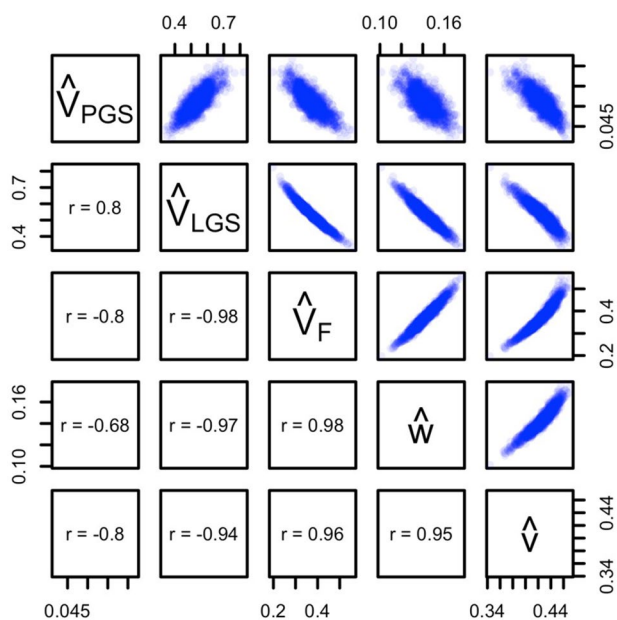 0.4 0.7 0.10 0.16
V̂PGS
0.045
0.7
0.4
r = 0.8
V̂LGS
r = -0.8
r = -0.98
V̂F
0.4
0.2
0.16
0.10
r = -0.68
r = -0.97
r = 0.98
ŵ
r = -0.8
r = -0.94
r = 0.96
r = 0.95
v̂
0.44
0.34
0.045 0.2 0.4 0.34 0.44